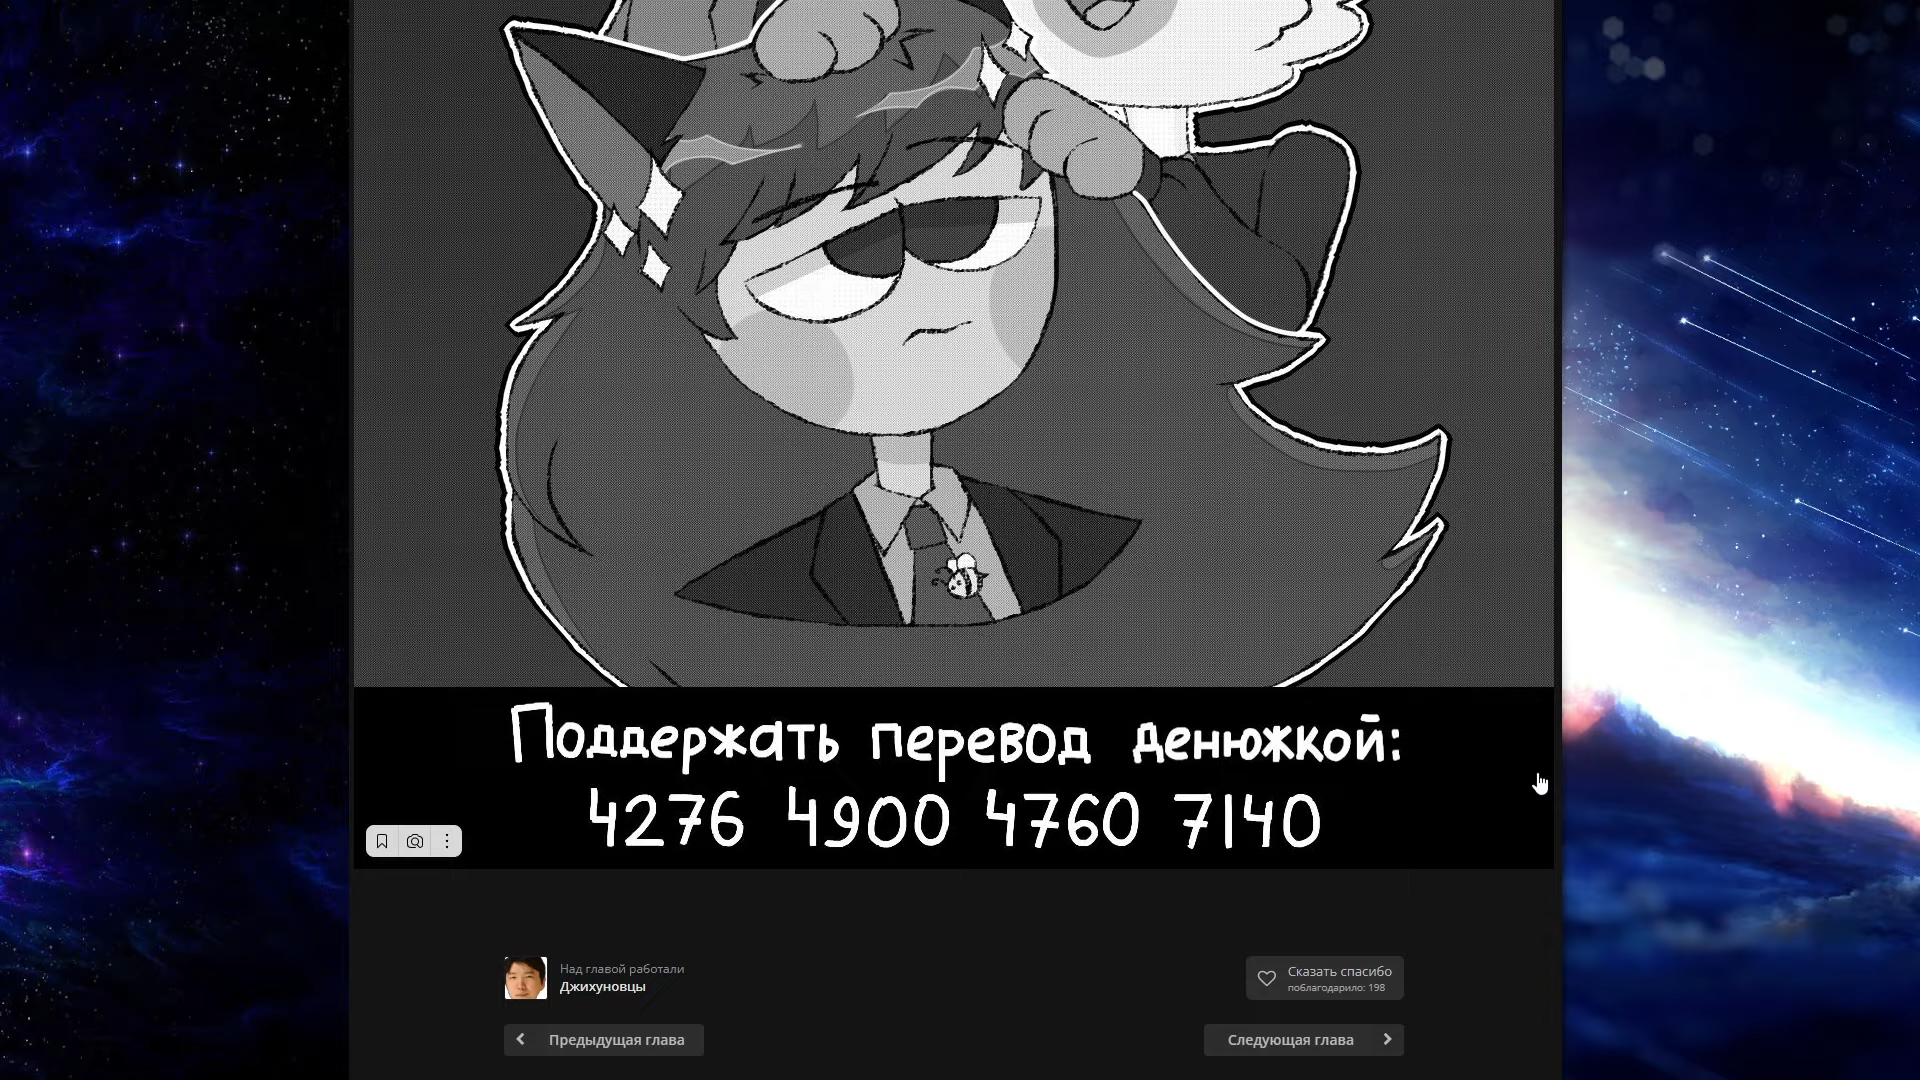 Поддержать перевод денюжкой:
4276 4900 4760 7140
Над главой работали
Джихуновцы
Сказать спасибо
поблагодарило: 198
Предыдущая глава
Следующая глава